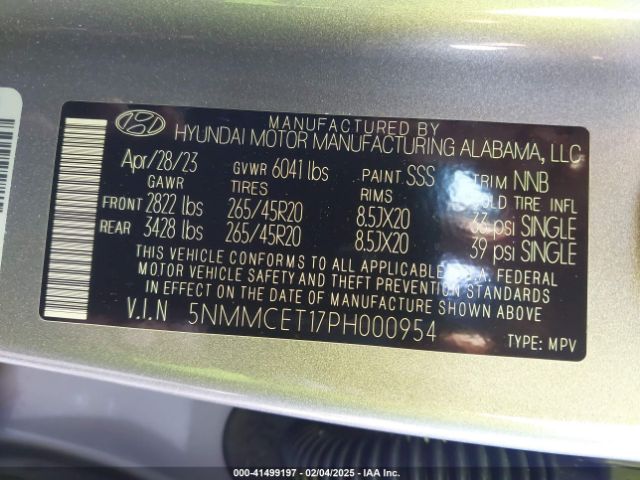 MANUFACTURED BY
HYUNDAI MOTOR MANUFACTURING ALABAMA, LLC
Apr/28/23 GVWR 6041 lbs PAINT SSS TRIM NNB
GAWR TIRES RIMS COLD TIRE INFL
FRONT 2822 lbs 265/45R20 8.5JX20 psi SINGLE
REAR 3428 lbs 265/45R20 8.5JX20 39 psi SINGLE
THIS VEHICLE CONFORMS TO ALL APPLICABLE U.S.A. FEDERAL
MOTOR VEHICLE SAFETY AND THEFT PREVENTION STANDARDS
IN EFFECT ON THE DATE OF MANUFACTURE SHOWN ABOVE
V.I.N 5NMMCET17PH000954
TYPE: MPV
000-41499197 - 02/04/2025 - IAA Inc.